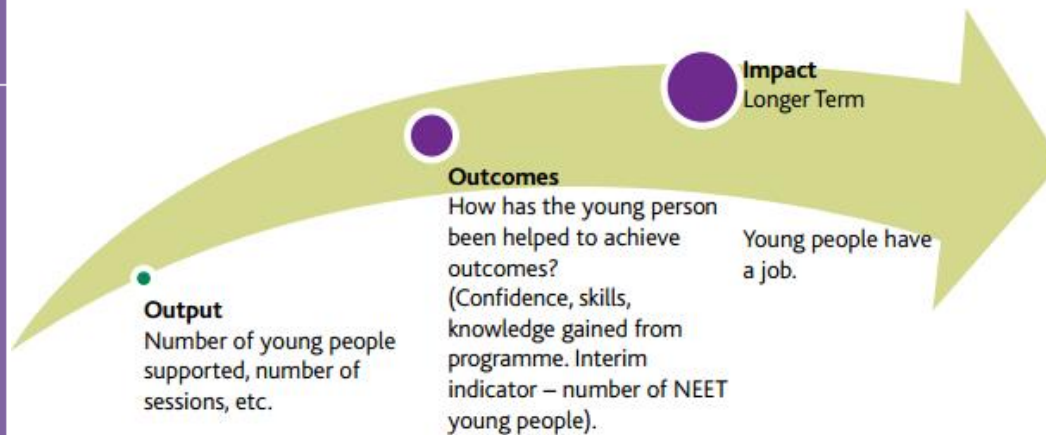 Output
Number of young people
supported, number of
sessions, etc.
Outcomes
How has the young person
been helped to achieve
outcomes?
(Confidence, skills,
knowledge gained from
programme. Interim
indicator – number of NEET
young people).
Impact
Longer Term
Young people have
a job.